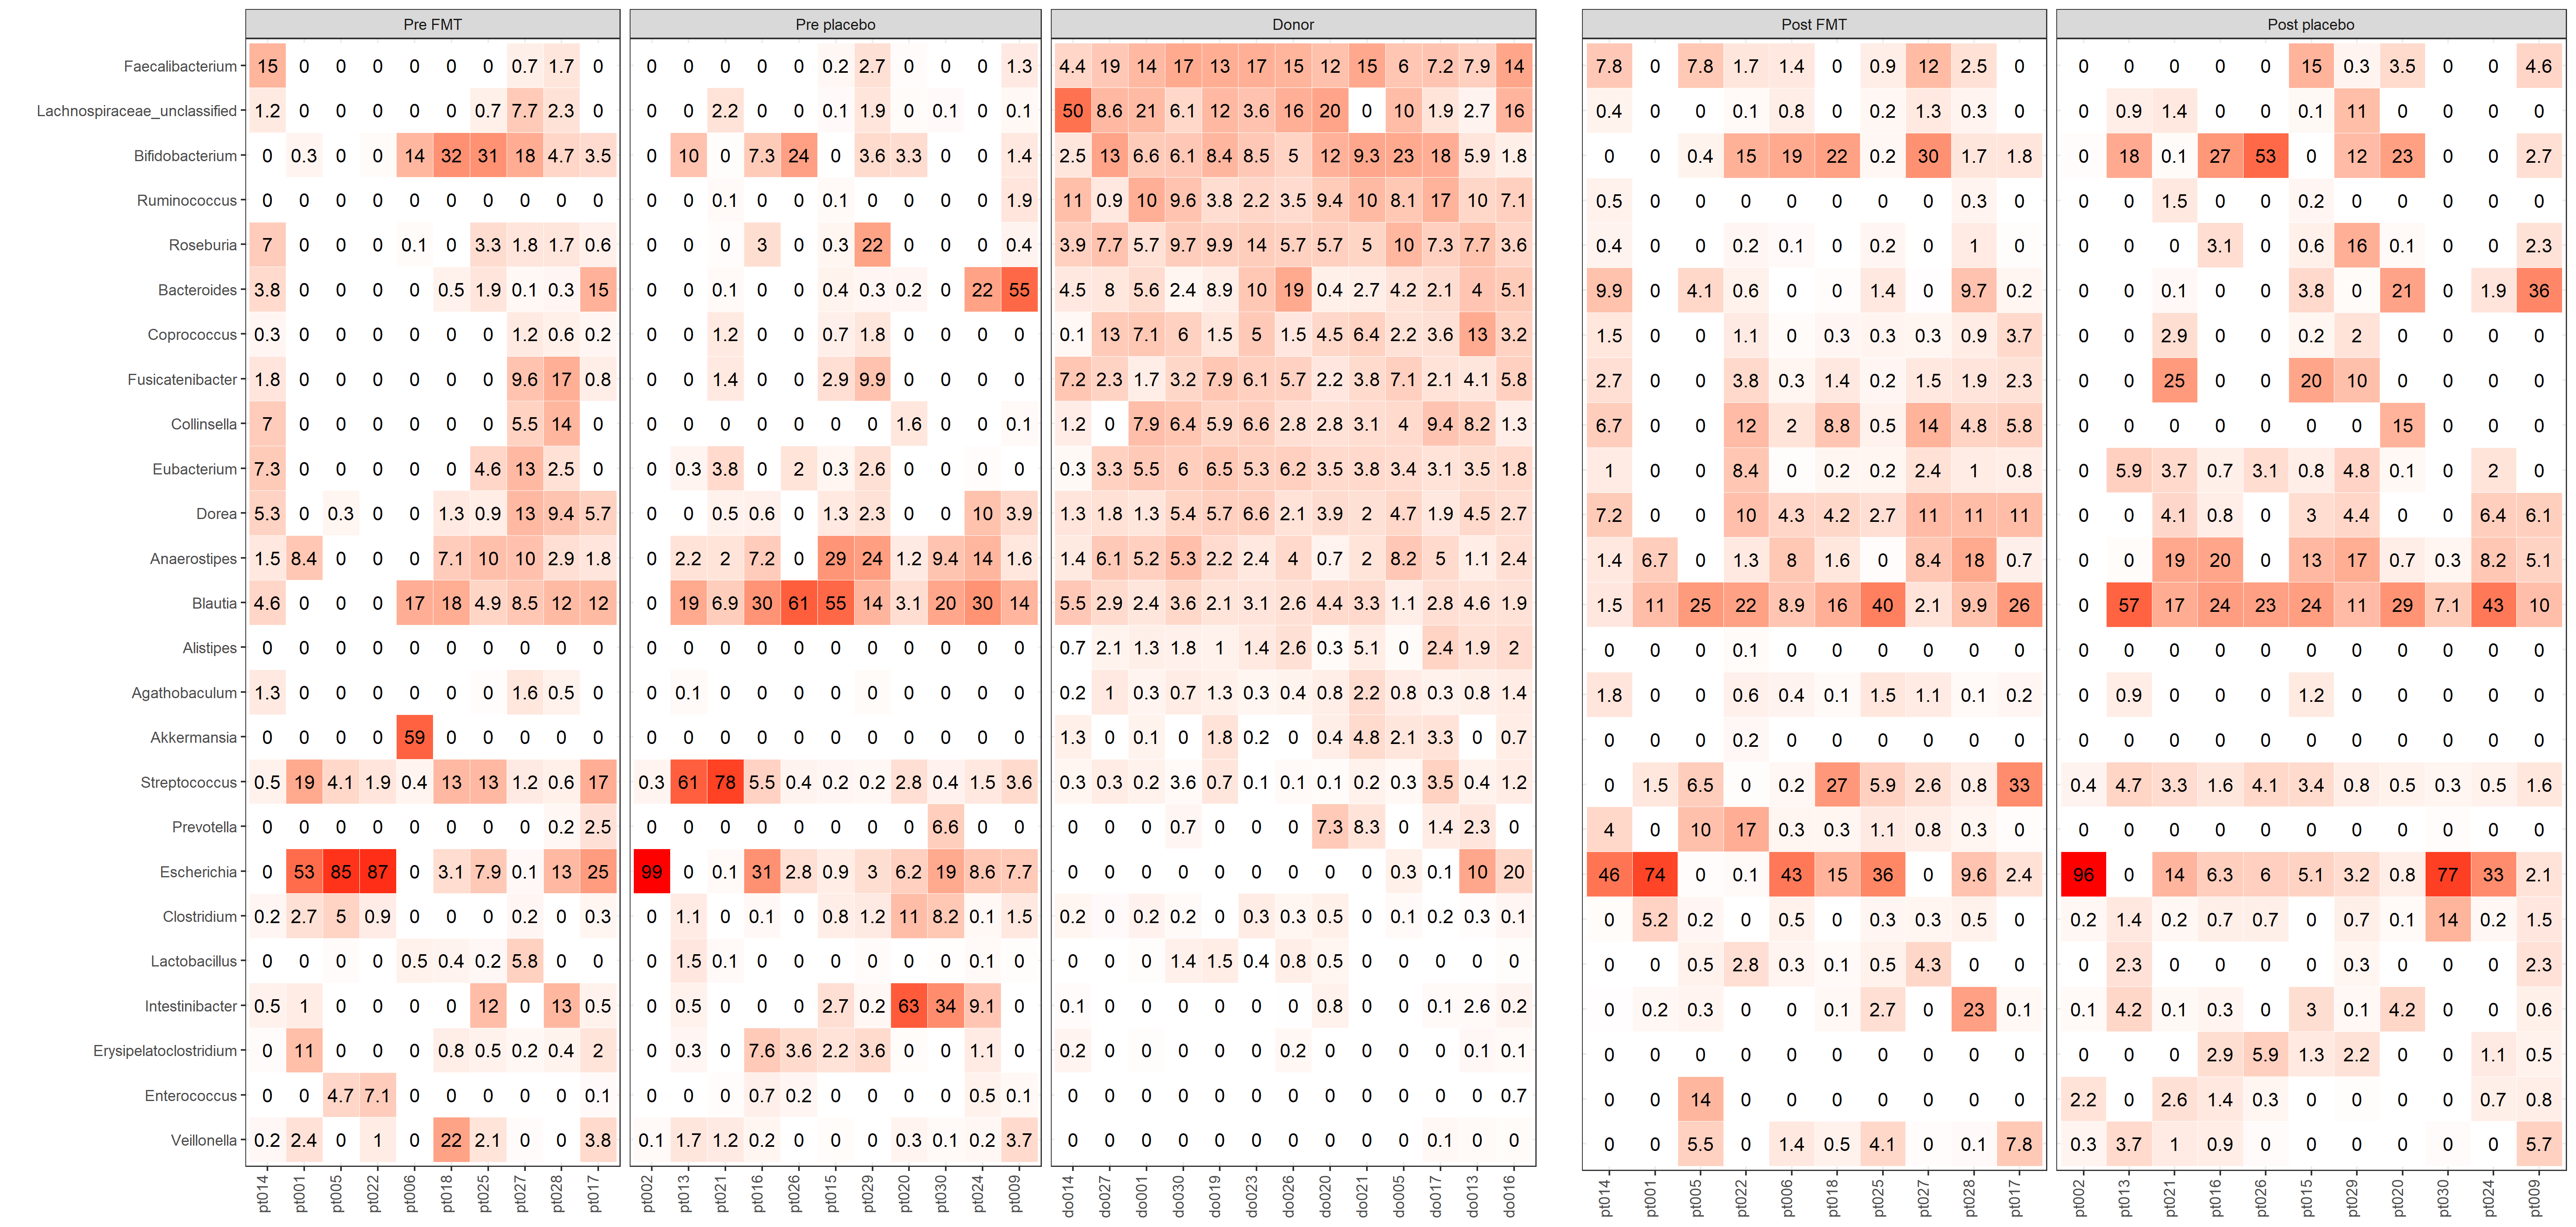 Pre FMT Pre placebo Donor Post FMT Post placebo
Faecalibacterium 15 0 0 0 0 0 0 0.7 1.7 0 0 0 0 0 0 0.2 2.7 0 0 0 1.3 4.4 19 14 17 13 17 15 12 15 6 7.2 7.9 14 7.8 0 7.8 1.7 1.4 0 0.9 12 2.5 0 0 0 0 0 0 15 0.3 3.5 0 0 4.6
Lachnospiraceae_unclassified 1.2 0 0 0 0 0 0.7 7.7 2.3 0 0 0 2.2 0 0 0.1 1.9 0 0.1 0 0.1 50 8.6 21 6.1 12 3.6 16 20 0 10 1.9 2.7 16 0.4 0 0 0.1 0.8 0 0.2 1.3 0.3 0 0 0.9 1.4 0 0 0.1 11 0 0 0 0
Bifidobacterium 0 0.3 0 0 14 32 31 18 4.7 3.5 0 10 0 7.3 24 0 3.6 3.3 0 0 1.4 2.5 13 6.6 6.1 8.4 8.5 5 12 9.3 23 18 5.9 1.8 0 0 0.4 15 19 22 0.2 30 1.7 1.8 0 18 0.1 27 53 0 12 23 0 0 2.7
Ruminococcus 0 0 0 0 0 0 0 0 0 0 0 0 0.1 0 0 0.1 0 0 0 0 1.9 11 0.9 10 9.6 3.8 2.2 3.5 9.4 10 8.1 17 10 7.1 0.5 0 0 0 0 0 0 0 0.3 0 0 0 1.5 0 0 0.2 0 0 0 0 0
Roseburia 7 0 0 0 0.1 0 3.3 1.8 1.7 0.6 0 0 0 3 0 0.3 22 0 0 0 0.4 3.9 7.7 5.7 9.7 9.9 14 5.7 5.7 5 10 7.3 7.7 3.6 0.4 0 0 0.2 0.1 0 0.2 0 1 0 0 0 0 3.1 0 0.6 16 0.1 0 0 2.3
Bacteroides 3.8 0 0 0 0 0.5 1.9 0.1 0.3 15 0 0 0.1 0 0 0.4 0.3 0.2 0 22 55 4.5 8 5.6 2.4 8.9 10 19 0.4 2.7 4.2 2.1 4 5.1 9.9 0 4.1 0.6 0 0 1.4 0 9.7 0.2 0 0 0.1 0 0 3.8 0 21 0 1.9 36
Coprococcus 0.3 0 0 0 0 0 0 1.2 0.6 0.2 0 0 1.2 0 0 0.7 1.8 0 0 0 0 0.1 13 7.1 6 1.5 5 1.5 4.5 6.4 2.2 3.6 13 3.2 1.5 0 0 1.1 0 0.3 0.3 0.3 0.9 3.7 0 0 2.9 0 0 0.2 2 0 0 0 0
Fusicatenibacter 1.8 0 0 0 0 0 0 9.6 17 0.8 0 0 1.4 0 0 2.9 9.9 0 0 0 0 7.2 2.3 1.7 3.2 7.9 6.1 5.7 2.2 3.8 7.1 2.1 4.1 5.8 2.7 0 0 3.8 0.3 1.4 0.2 1.5 1.9 2.3 0 0 25 0 0 20 10 0 0 0 0
Collinsella 7 0 0 0 0 0 0 5.5 14 0 0 0 0 0 0 0 0 1.6 0 0 0.1 1.2 0 7.9 6.4 5.9 6.6 2.8 2.8 3.1 4 9.4 8.2 1.3 6.7 0 0 12 2 8.8 0.5 14 4.8 5.8 0 0 0 0 0 0 0 15 0 0 0
Eubacterium 7.3 0 0 0 0 0 4.6 13 2.5 0 0 0.3 3.8 0 2 0.3 2.6 0 0 0 0 0.3 3.3 5.5 6 6.5 5.3 6.2 3.5 3.8 3.4 3.1 3.5 1.8 1 0 0 8.4 0 0.2 0.2 2.4 1 0.8 0 5.9 3.7 0.7 3.1 0.8 4.8 0.1 0 2 0
Dorea 5.3 0 0.3 0 0 1.3 0.9 13 9.4 5.7 0 0 0.5 0.6 0 1.3 2.3 0 0 10 3.9 1.3 1.8 1.3 5.4 5.7 6.6 2.1 3.9 2 4.7 1.9 4.5 2.7 7.2 0 0 10 4.3 4.2 2.7 11 11 11 0 0 4.1 0.8 0 3 4.4 0 0 6.4 6.1
Anaerostipes 1.5 8.4 0 0 0 7.1 10 10 2.9 1.8 0 2.2 2 7.2 0 29 24 1.2 9.4 14 1.6 1.4 6.1 5.2 5.3 2.2 2.4 4 0.7 2 8.2 5 1.1 2.4 1.4 6.7 0 1.3 8 1.6 0 8.4 18 0.7 0 0 19 20 0 13 17 0.7 0.3 8.2 5.1
Blautia 4.6 0 0 0 17 18 4.9 8.5 12 12 0 19 6.9 30 61 55 14 3.1 20 30 14 5.5 2.9 2.4 3.6 2.1 3.1 2.6 4.4 3.3 1.1 2.8 4.6 1.9 1.5 11 25 22 8.9 16 40 2.1 9.9 26 0 57 17 24 23 24 11 29 7.1 43 10
Alistipes 0 0 0 0 0 0 0 0 0 0 0 0 0 0 0 0 0 0 0 0 0 0.7 2.1 1.3 1.8 1 1.4 2.6 0.3 5.1 0 2.4 1.9 2 0 0 0 0.1 0 0 0 0 0 0 0 0 0 0 0 0 0 0 0 0 0
Agathobaculum 1.3 0 0 0 0 0 0 1.6 0.5 0 0 0.1 0 0 0 0 0 0 0 0 0 0.2 1 0.3 0.7 1.3 0.3 0.4 0.8 2.2 0.8 0.3 0.8 1.4 1.8 0 0 0.6 0.4 0.1 1.5 1.1 0.1 0.2 0 0.9 0 0 0 1.2 0 0 0 0 0
Akkermansia 0 0 0 0 59 0 0 0 0 0 0 0 0 0 0 0 0 0 0 0 0 1.3 0 0.1 0 1.8 0.2 0 0.4 4.8 2.1 3.3 0 0.7 0 0 0 0.2 0 0 0 0 0 0 0 0 0 0 0 0 0 0 0 0 0
Streptococcus 0.5 19 4.1 1.9 0.4 13 13 1.2 0.6 17 0.3 61 78 5.5 0.4 0.2 0.2 2.8 0.4 1.5 3.6 0.3 0.3 0.2 3.6 0.7 0.1 0.1 0.1 0.2 0.3 3.5 0.4 1.2 0 1.5 6.5 0 0.2 27 5.9 2.6 0.8 33 0.4 4.7 3.3 1.6 4.1 3.4 0.8 0.5 0.3 0.5 1.6
Prevotella 0 0 0 0 0 0 0 0 0.2 2.5 0 0 0 0 0 0 0 0 6.6 0 0 0 0 0 0.7 0 0 0 7.3 8.3 0 1.4 2.3 0 4 0 10 17 0.3 0.3 1.1 0.8 0.3 0 0 0 0 0 0 0 0 0 0 0 0
Escherichia 0 53 85 87 0 3.1 7.9 0.1 13 25 99 0 0.1 31 2.8 0.9 3 6.2 19 8.6 7.7 0 0 0 0 0 0 0 0 0 0.3 0.1 10 20 46 74 0 0.1 43 15 36 0 9.6 2.4 96 0 14 6.3 6 5.1 3.2 0.8 77 33 2.1
Clostridium 0.2 2.7 5 0.9 0 0 0 0.2 0 0.3 0 1.1 0 0.1 0 0.8 1.2 11 8.2 0.1 1.5 0.2 0 0.2 0.2 0 0.3 0.3 0.5 0 0.1 0.2 0.3 0.1 0 5.2 0.2 0 0.5 0 0.3 0.3 0.5 0 0.2 1.4 0.2 0.7 0.7 0 0.7 0.1 14 0.2 1.5
Lactobacillus 0 0 0 0 0.5 0.4 0.2 5.8 0 0 0 1.5 0.1 0 0 0 0 0 0 0.1 0 0 0 0 1.4 1.5 0.4 0.8 0.5 0 0 0 0 0 0 0 0.5 2.8 0.3 0.1 0.5 4.3 0 0 0 2.3 0 0 0 0 0.3 0 0 0 2.3
Intestinibacter 0.5 1 0 0 0 0 12 0 13 0.5 0 0.5 0 0 0 2.7 0.2 63 34 9.1 0 0.1 0 0 0 0 0 0 0.8 0 0 0.1 2.6 0.2 0 0.2 0.3 0 0 0.1 2.7 0 23 0.1 0.1 4.2 0.1 0.3 0 3 0.1 4.2 0 0 0.6
Erysipelatoclostridium 0 11 0 0 0 0.8 0.5 0.2 0.4 2 0 0.3 0 7.6 3.6 2.2 3.6 0 0 1.1 0 0.2 0 0 0 0 0 0.2 0 0 0 0 0.1 0.1 0 0 0 0 0 0 0 0 0 0 0 0 0 2.9 5.9 1.3 2.2 0 0 1.1 0.5
Enterococcus 0 0 4.7 7.1 0 0 0 0 0 0.1 0 0 0 0.7 0.2 0 0 0 0 0.5 0.1 0 0 0 0 0 0 0 0 0 0 0 0 0.7 0 0 14 0 0 0 0 0 0 0 2.2 0 2.6 1.4 0.3 0 0 0 0 0.7 0.8
Veillonella 0.2 2.4 0 1 0 22 2.1 0 0 3.8 0.1 1.7 1.2 0.2 0 0 0 0.3 0.1 0.2 3.7 0 0 0 0 0 0 0 0 0 0 0.1 0 0 0 0 5.5 0 1.4 0.5 4.1 0 0.1 7.8 0.3 3.7 1 0.9 0 0 0 0 0 0 5.7
pt014 pt001 pt005 pt022 pt006 pt018 pt025 pt027 pt028 pt017 pt002 pt013 pt021 pt016 pt026 pt015 pt029 pt020 pt030 pt024 pt009 do014 do027 do001 do030 do019 do023 do026 do020 do021 do005 do017 do013 do016 pt014 pt001 pt005 pt022 pt006 pt018 pt025 pt027 pt028 pt017 pt002 pt013 pt021 pt016 pt026 pt015 pt029 pt020 pt030 pt024 pt009